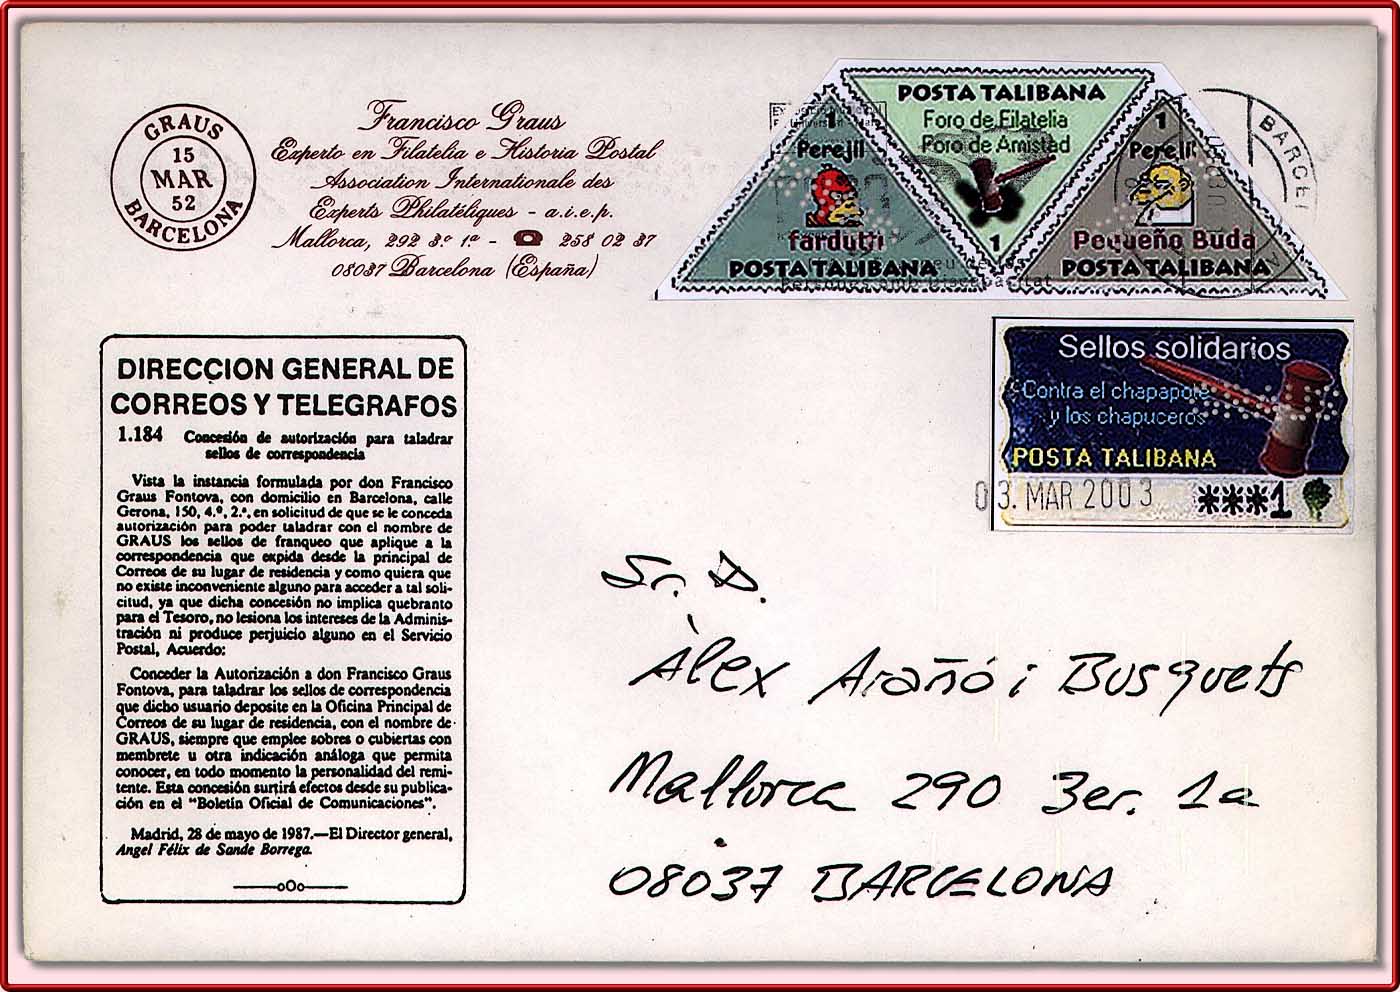 GRAUS
15
MAR
52
BARCELONA
Francisco Graus
Experto en Filatelia e Historia Postal
Association Internationale des
Experts Philatéliques - a.i.e.p.
Mallorca, 292 3.º 1.ª - ☎ 258 02 37
08037 Barcelona (España)
POSTA TALIBANA
Foro de Filatelia
Foro de Amistad
1
1
Perejil
fardutti
POSTA TALIBANA
1
Perejil
Pequeño Buda
POSTA TALIBANA
BARCEL
Persones amb Discapacitat
Sellos solidarios
Contra el chapapote
y los chapuceros
POSTA TALIBANA
03. MAR 2003 ***1
DIRECCION GENERAL DE
CORREOS Y TELEGRAFOS
1.184 Concesión de autorización para taladrar
sellos de correspondencia
Vista la instancia formulada por don Francisco
Graus Fontova, con domicilio en Barcelona, calle
Gerona, 150, 4.º, 2.ª, en solicitud de que se le conceda
autorización para poder taladrar con el nombre de
GRAUS los sellos de franqueo que aplique a la
correspondencia que expida desde la principal de
Correos de su lugar de residencia y como quiera que
no existe inconveniente alguno para acceder a tal soli-
citud, ya que dicha concesión no implica quebranto
para el Tesoro, no lesiona los intereses de la Adminis-
tración ni produce perjuicio alguno en el Servicio
Postal, Acuerdo:
Conceder la Autorización a don Francisco Graus
Fontova, para taladrar los sellos de correspondencia
que dicho usuario deposite en la Oficina Principal de
Correos de su lugar de residencia, con el nombre de
GRAUS, siempre que emplee sobres o cubiertas con
membrete u otra indicación análoga que permita
conocer, en todo momento la personalidad del remi-
tente. Esta concesión surtirá efectos desde su publica-
ción en el "Boletín Oficial de Comunicaciones".
Madrid, 28 de mayo de 1987.—El Director general,
Angel Félix de Sande Borrega.
oOo
Sr. D.
Àlex Arañó i Busquets
Mallorca 290 3er. 1a
08037 BARCELONA